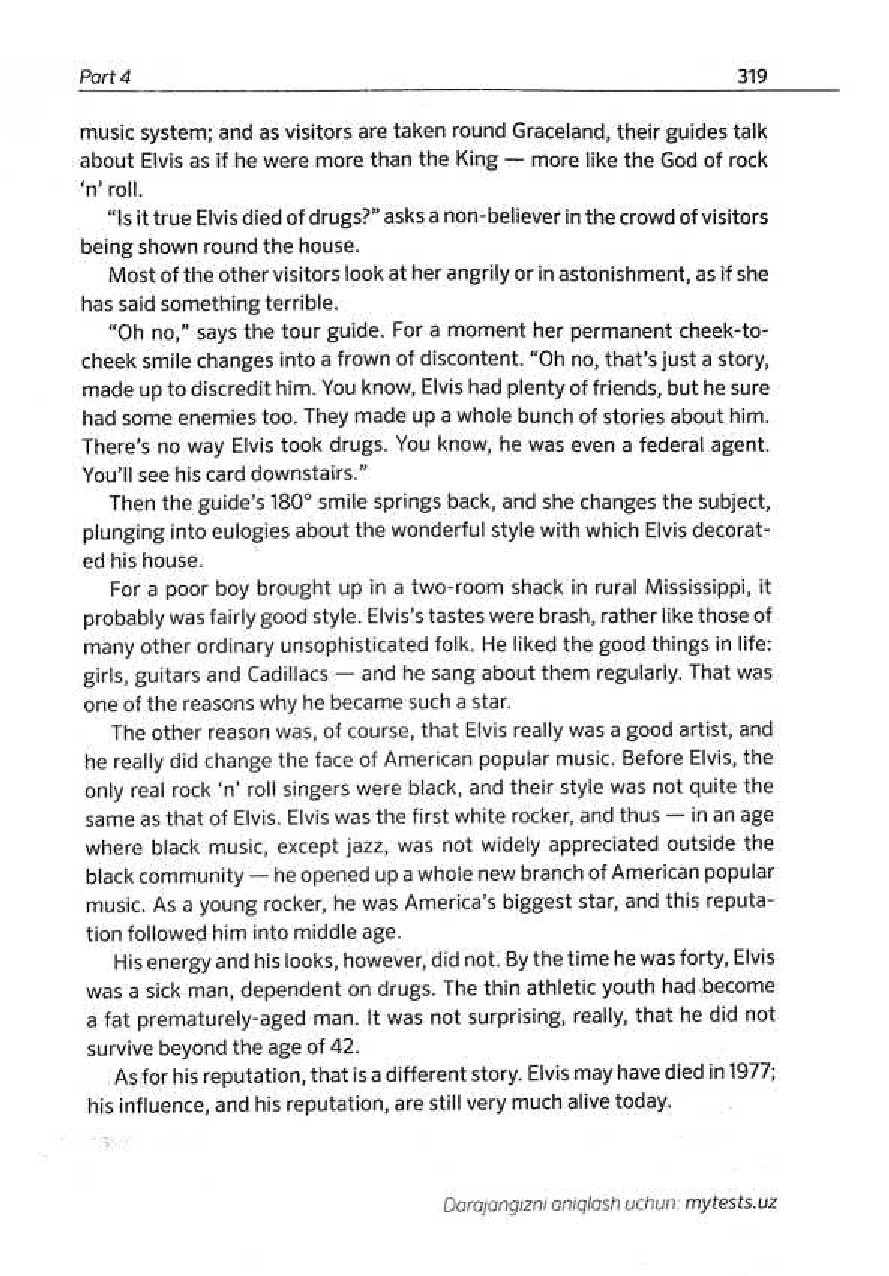 Part 4 319
music system; and as visitors are taken round Graceland, their guides talk
about Elvis as if he were more than the King — more like the God of rock
‘n’ roll.
“Is it true Elvis died of drugs?” asks a non-believer in the crowd of visitors
being shown round the house.
Most of the other visitors look at her angrily or in astonishment, as if she
has said something terrible.
“Oh no,” says the tour guide. For a moment her permanent cheek-to-
cheek smile changes into a frown of discontent. “Oh no, that’s just a story,
made up to discredit him. You know, Elvis had plenty of friends, but he sure
had some enemies too. They made up a whole bunch of stories about him.
There’s no way Elvis took drugs. You know, he was even a federal agent.
You’ll see his card downstairs.”
Then the guide’s 180° smile springs back, and she changes the subject,
plunging into eulogies about the wonderful style with which Elvis decorat-
ed his house.
For a poor boy brought up in a two-room shack in rural Mississippi, it
probably was fairly good style. Elvis’s tastes were brash, rather like those of
many other ordinary unsophisticated folk. He liked the good things in life:
girls, guitars and Cadillacs — and he sang about them regularly. That was
one of the reasons why he became such a star.
The other reason was, of course, that Elvis really was a good artist, and
he really did change the face of American popular music. Before Elvis, the
only real rock ‘n’ roll singers were black, and their style was not quite the
same as that of Elvis. Elvis was the first white rocker, and thus — in an age
where black music, except jazz, was not widely appreciated outside the
black community — he opened up a whole new branch of American popular
music. As a young rocker, he was America’s biggest star, and this reputa-
tion followed him into middle age.
His energy and his looks, however, did not. By the time he was forty, Elvis
was a sick man, dependent on drugs. The thin athletic youth had become
a fat prematurely-aged man. It was not surprising, really, that he did not
survive beyond the age of 42.
As for his reputation, that is a different story. Elvis may have died in 1977;
his influence, and his reputation, are still very much alive today.
Darajangizni aniqlash uchun: mytests.uz